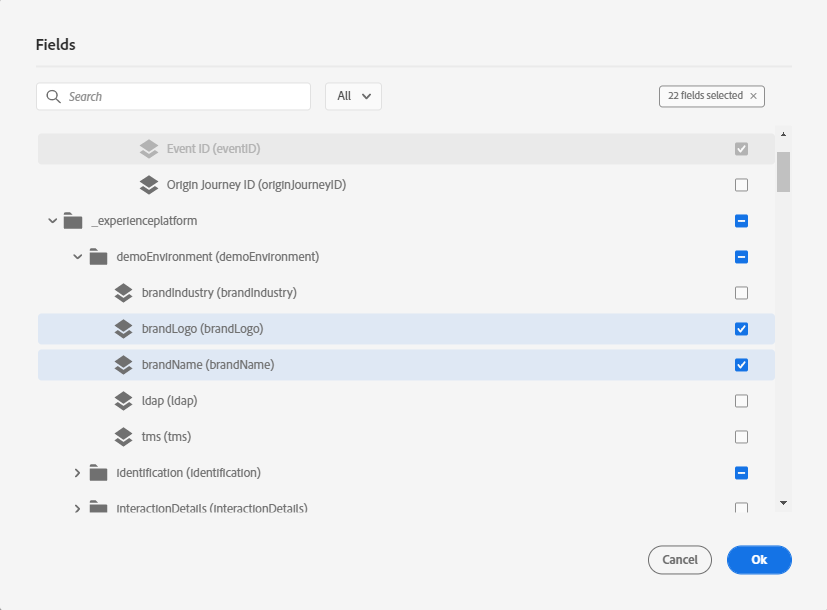 Fields
Search
All
22 fields selected ×
Event ID (eventID)
Origin Journey ID (originJourneyID)
_experienceplatform
demoEnvironment (demoEnvironment)
brandIndustry (brandIndustry)
brandLogo (brandLogo)
brandName (brandName)
ldap (ldap)
tms (tms)
identification (identification)
interactionDetails (interactionDetails)
Cancel
Ok